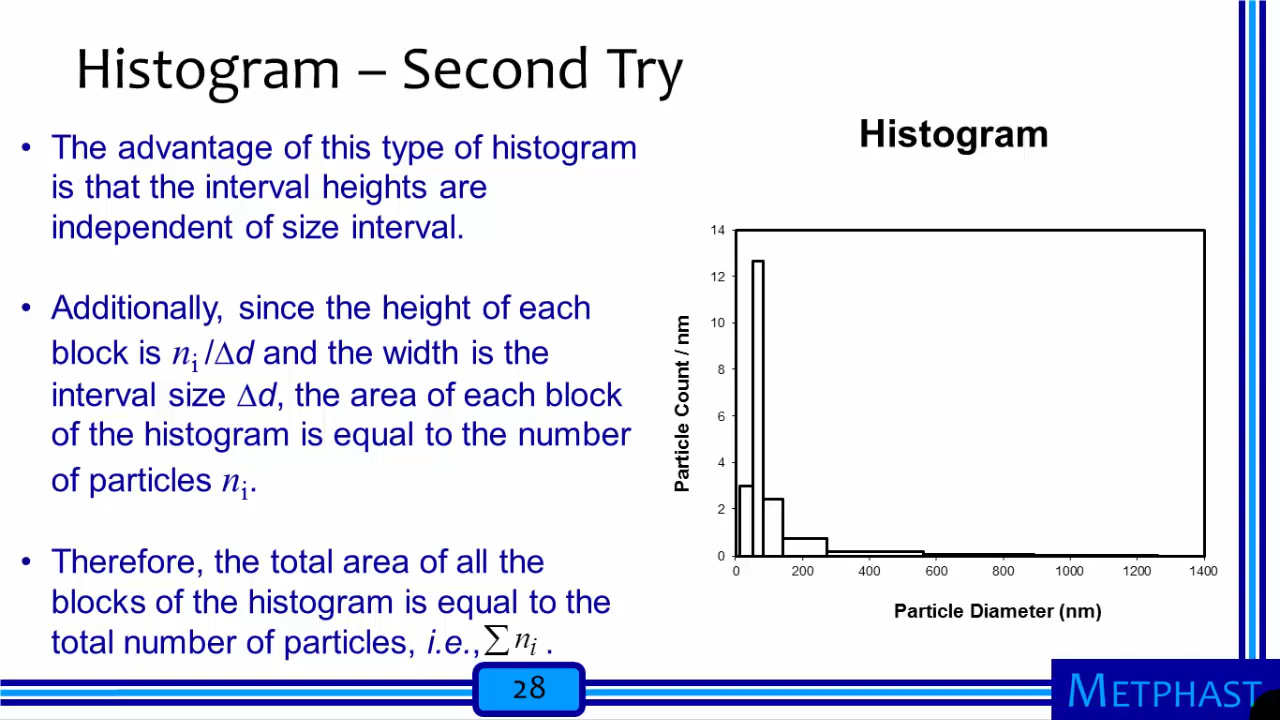 Histogram – Second Try
• The advantage of this type of histogram
is that the interval heights are
independent of size interval.
• Additionally, since the height of each
block is nᵢ /Δd and the width is the
interval size Δd, the area of each block
of the histogram is equal to the number
of particles nᵢ.
• Therefore, the total area of all the
blocks of the histogram is equal to the
total number of particles, i.e., ∑ nᵢ .
Histogram
Particle Count / nm
14
12
10
8
6
4
2
0
0 200 400 600 800 1000 1200 1400
Particle Diameter (nm)
28
METPHAST